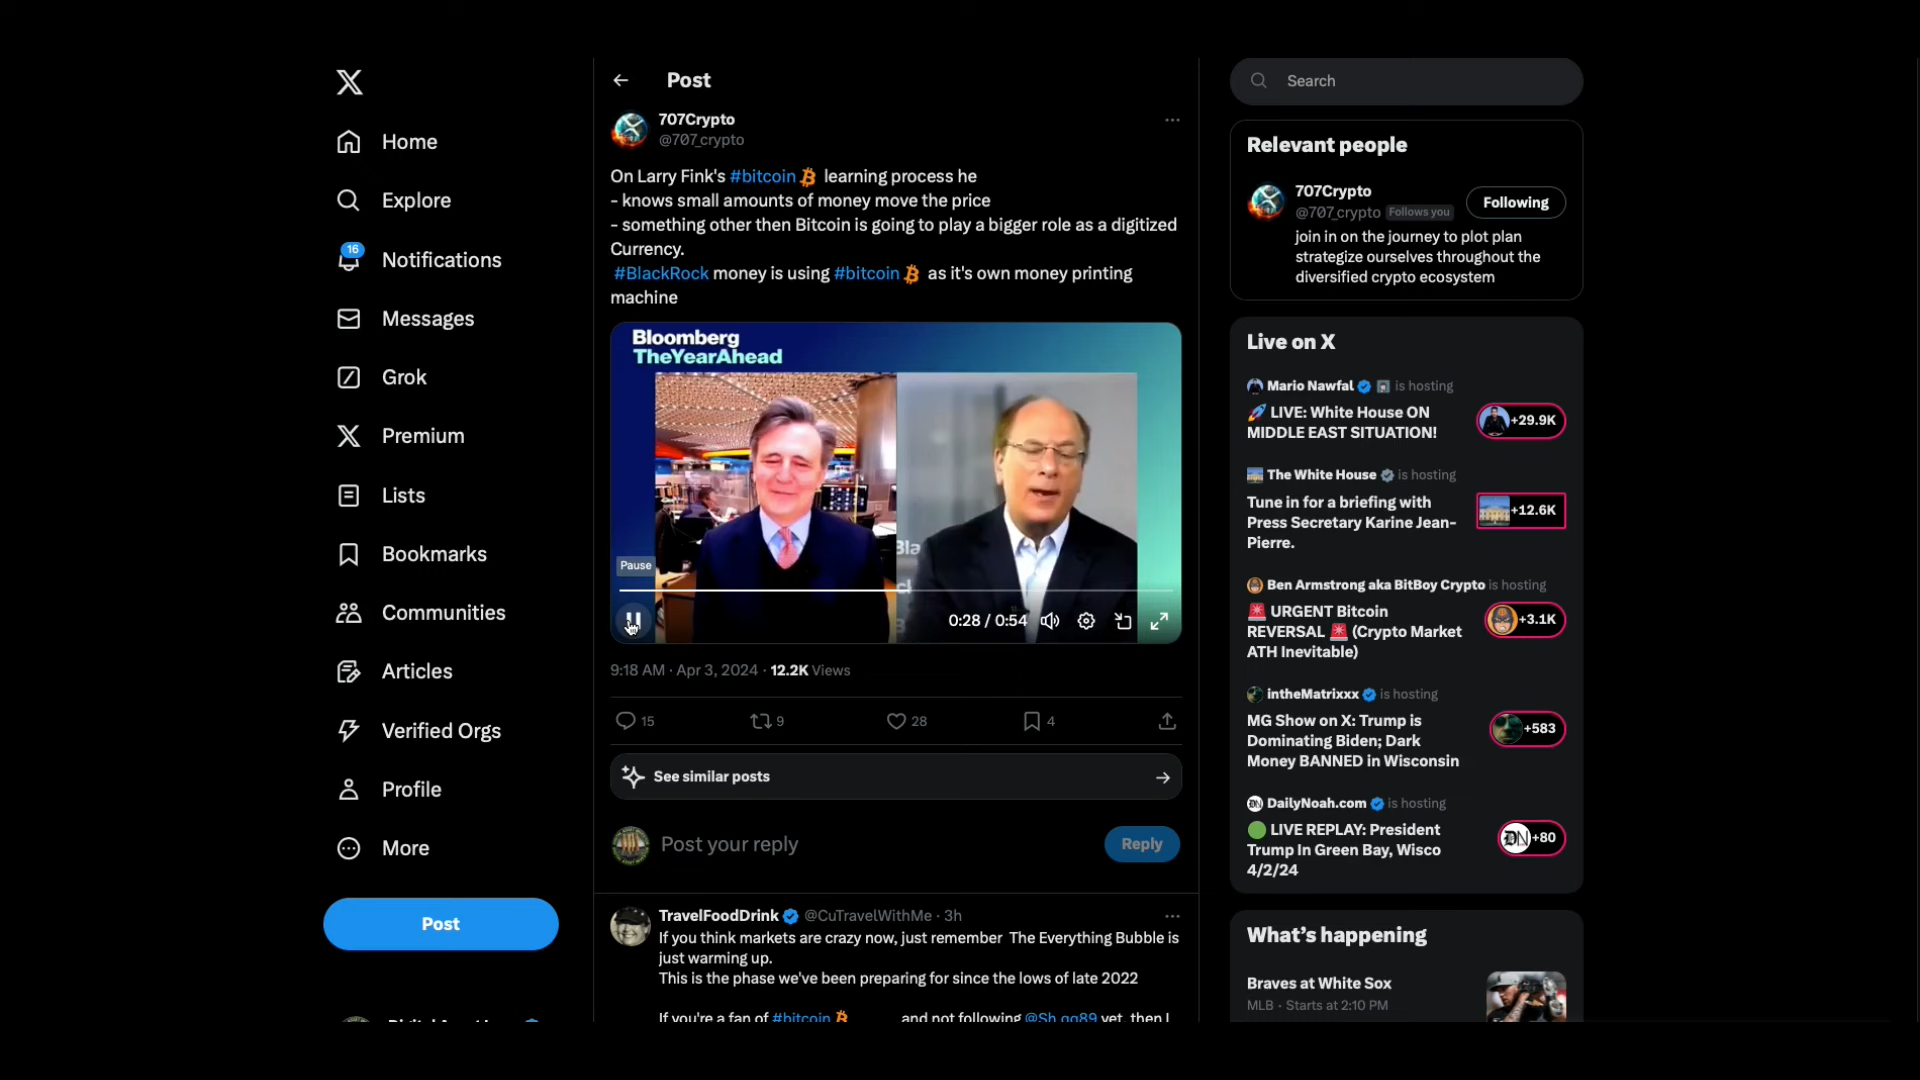 Home
Explore
16
Notifications
Messages
Grok
Premium
Lists
Bookmarks
Communities
Articles
Verified Orgs
Profile
More
Post
Post
707Crypto
@707_crypto
On Larry Fink's #bitcoin learning process he
- knows small amounts of money move the price
- something other then Bitcoin is going to play a bigger role as a digitized
Currency.
#BlackRock money is using #bitcoin as it's own money printing
machine
Bloomberg
TheYearAhead
Pause
0:28 / 0:54
9:18 AM · Apr 3, 2024 · 12.2K Views
15
9
28
4
See similar posts
Post your reply
Reply
TravelFoodDrink @CuTravelWithMe · 3h
If you think markets are crazy now, just remember The Everything Bubble is
just warming up.
This is the phase we've been preparing for since the lows of late 2022
If you're a fan of #bitcoin and not following yet, then I
Search
Relevant people
707Crypto
@707_crypto Follows you
Following
join in on the journey to plot plan
strategize ourselves throughout the
diversified crypto ecosystem
Live on X
Mario Nawfal is hosting
🚀 LIVE: White House ON
MIDDLE EAST SITUATION!
+29.9K
The White House is hosting
Tune in for a briefing with
Press Secretary Karine Jean-
Pierre.
+12.6K
Ben Armstrong aka BitBoy Crypto is hosting
🚨 URGENT Bitcoin
REVERSAL 🚨 (Crypto Market
ATH Inevitable)
+3.1K
intheMatrixxx is hosting
MG Show on X: Trump is
Dominating Biden; Dark
Money BANNED in Wisconsin
+583
DailyNoah.com is hosting
🟢 LIVE REPLAY: President
Trump In Green Bay, Wisco
4/2/24
DN
+80
What's happening
Braves at White Sox
MLB · Starts at 2:10 PM